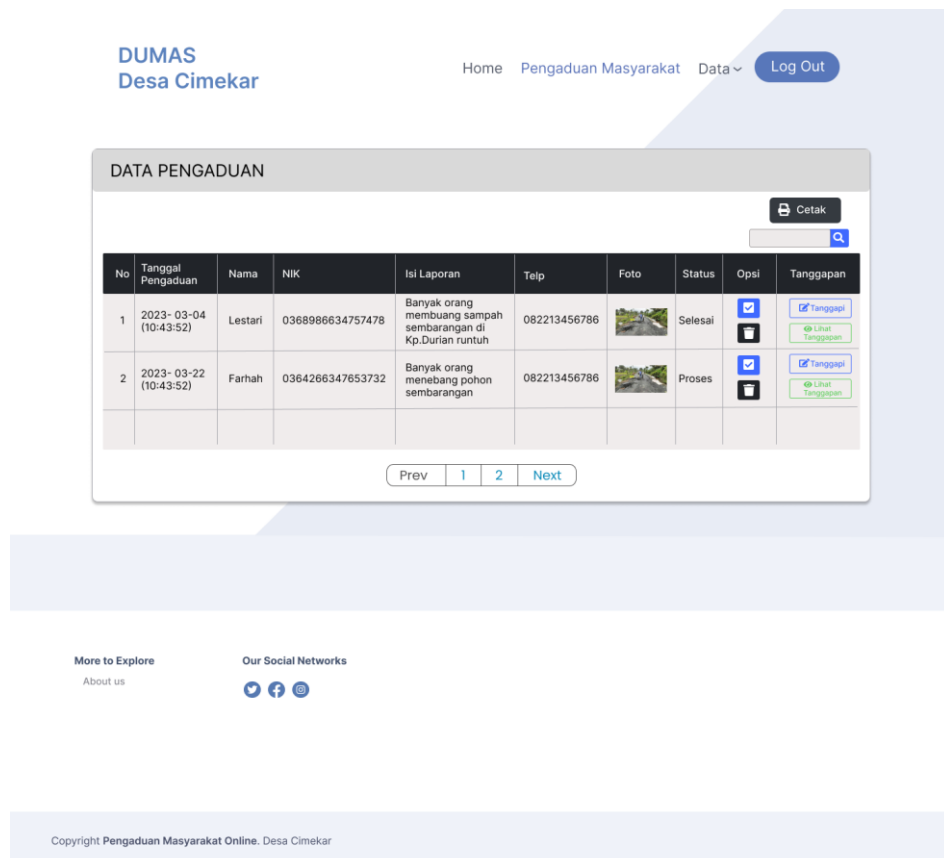 DUMAS
Desa Cimekar
Home Pengaduan Masyarakat Data Log Out
DATA PENGADUAN
Cetak
No Tanggal Pengaduan Nama NIK Isi Laporan Telp Foto Status Opsi Tanggapan
1 2023- 03-04 (10:43:52) Lestari 0368986634757478 Banyak orang membuang sampah sembarangan di Kp.Durian runtuh 082213456786 Selesai Tanggapi Lihat Tanggapan
2 2023- 03-22 (10:43:52) Farhah 0364266347653732 Banyak orang menebang pohon sembarangan 082213456786 Proses Tanggapi Lihat Tanggapan
Prev 1 2 Next
More to Explore
About us
Our Social Networks
Copyright Pengaduan Masyarakat Online. Desa Cimekar